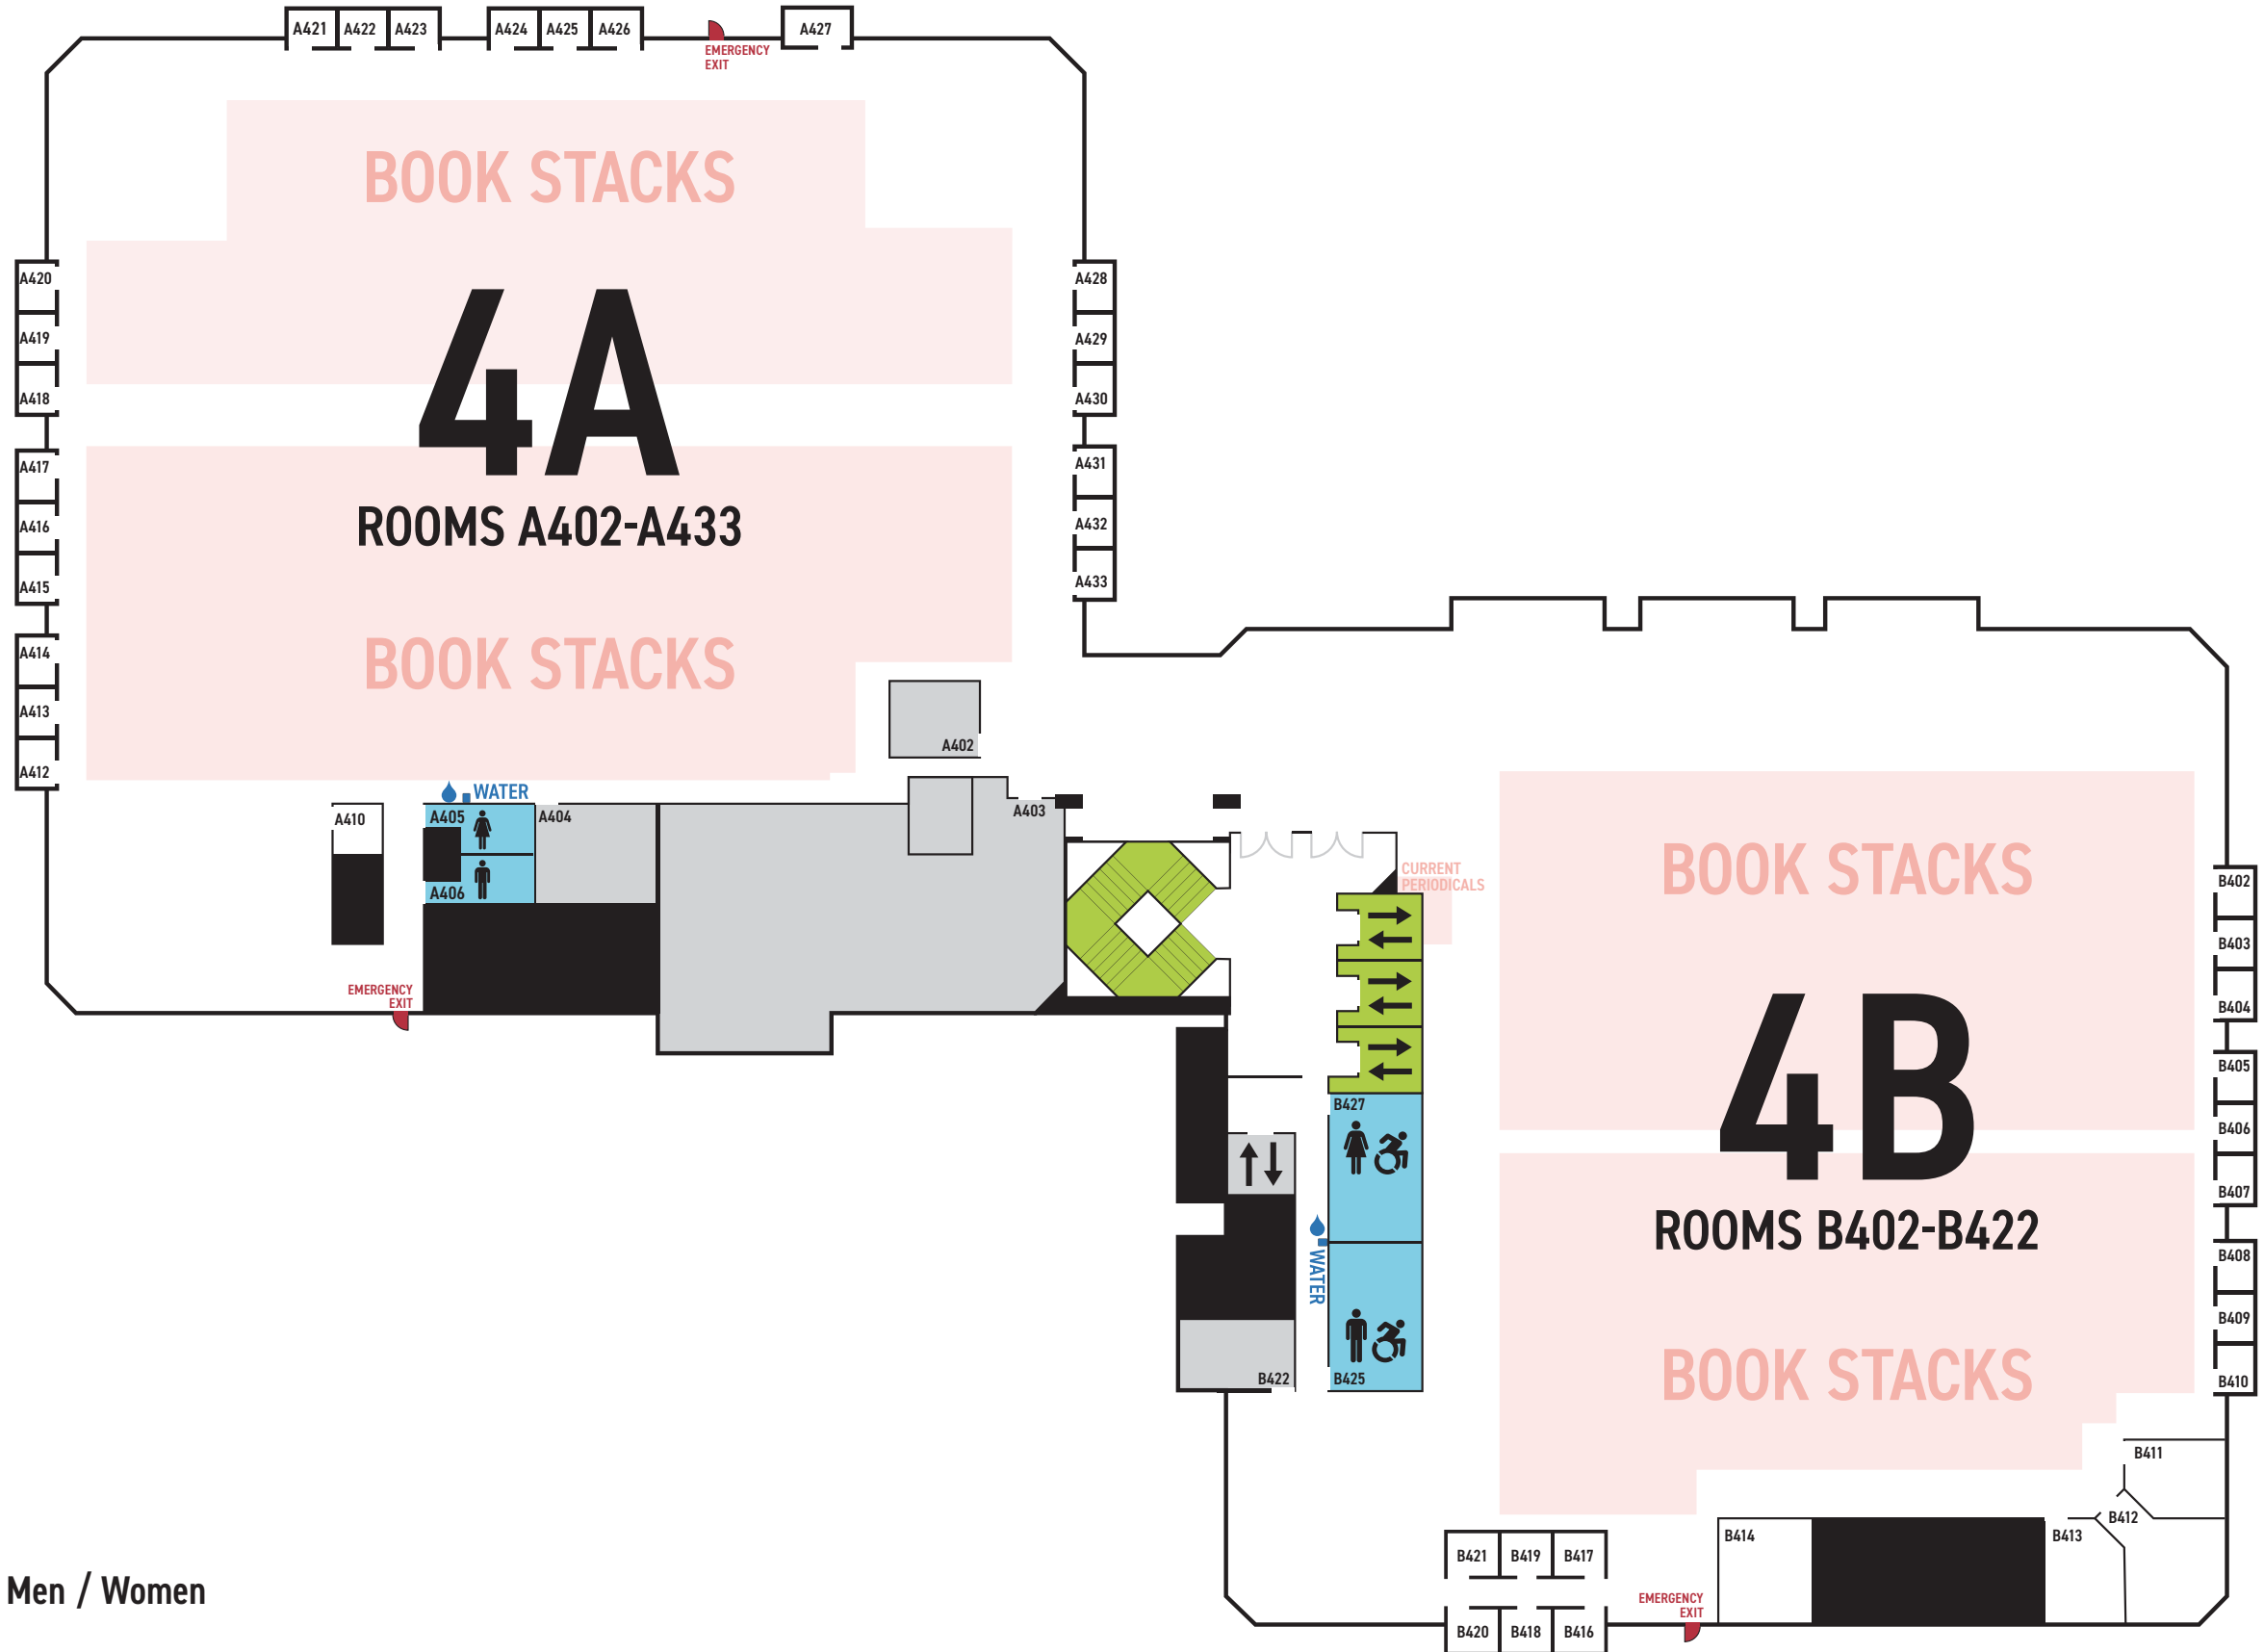 A421
A422
A423
A424
A425
A426
EMERGENCY
EXIT
A427
BOOK STACKS
A420
A419
A418
A417
A416
A415
A414
A413
A412
4A
ROOMS A402-A433
BOOK STACKS
A428
A429
A430
A431
A432
A433
A402
A403
WATER
A410
A405
A404
A406
EMERGENCY
EXIT
CURRENT
PERIODICALS
BOOK STACKS
4B
ROOMS B402-B422
BOOK STACKS
B402
B403
B404
B405
B406
B407
B408
B409
B410
B427
WATER
B422
B425
B411
B412
B413
B414
B421
B419
B417
B420
B418
B416
EMERGENCY
EXIT
Men / Women